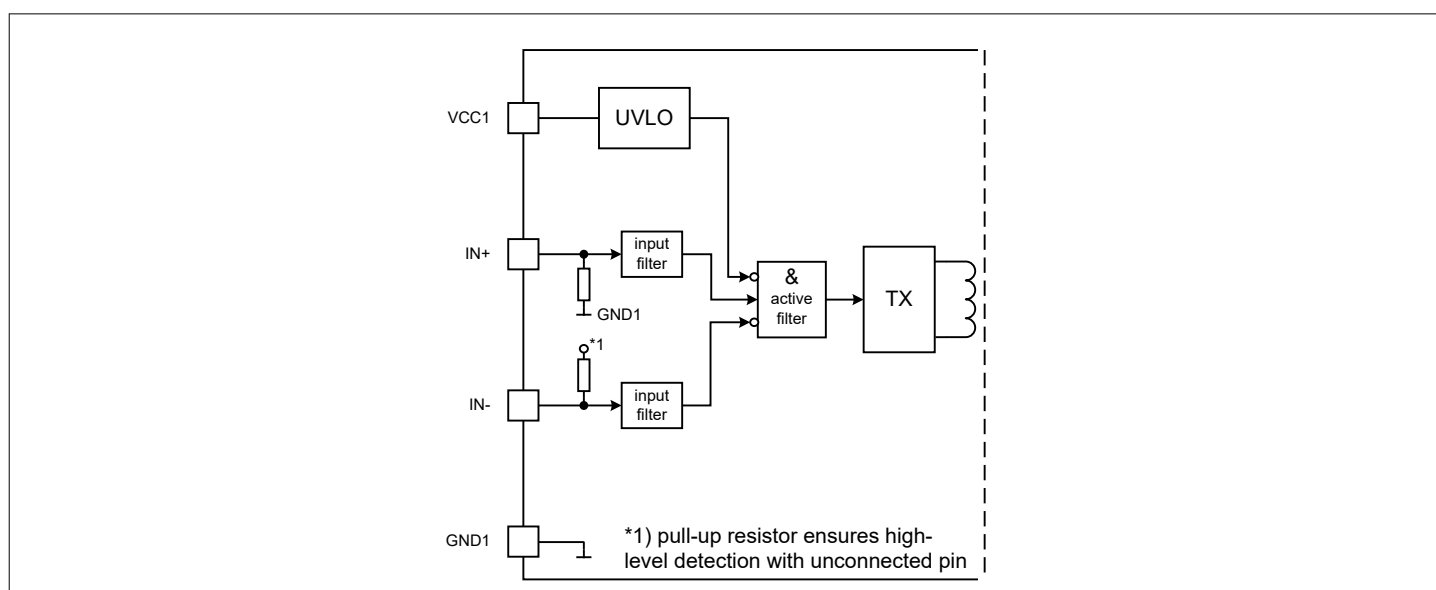 VCC1
UVLO
IN+
input
filter
GND1
&
active
filter
TX
*1
IN-
input
filter
GND1
*1) pull-up resistor ensures high-
level detection with unconnected pin